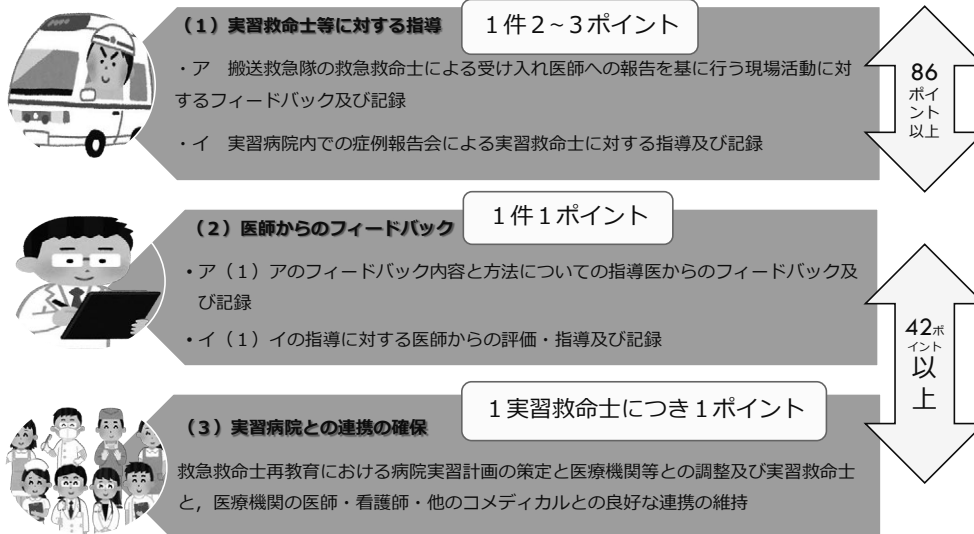 （１）実習救命士等に対する指導
１件２～３ポイント
・ア　搬送救急隊の救急救命士による受け入れ医師への報告を基に行う現場活動に対
するフィードバック及び記録
・イ　実習病院内での症例報告会による実習救命士に対する指導及び記録
86
ポイ
ント
以上
（２）医師からのフィードバック
１件１ポイント
・ア（１）アのフィードバック内容と方法についての指導医からのフィードバック及
び記録
・イ（１）イの指導に対する医師からの評価・指導及び記録
42ポ
イント
以
上
（３）実習病院との連携の確保
１実習救命士につき１ポイント
救急救命士再教育における病院実習計画の策定と医療機関等との調整及び実習救命士
と，医療機関の医師・看護師・他のコメディカルとの良好な連携の維持